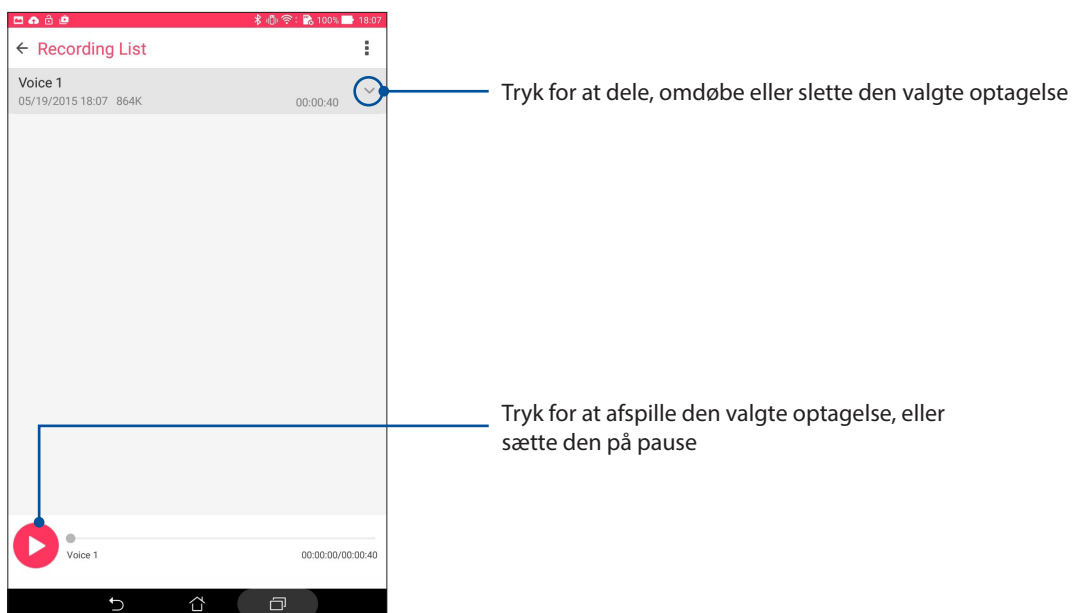 100% 18:07
Recording List
Voice 1
05/19/2015 18:07 864K 00:00:40
Tryk for at dele, omdøbe eller slette den valgte optagelse
Tryk for at afspille den valgte optagelse, eller
sætte den på pause
Voice 1 00:00:00/00:00:40